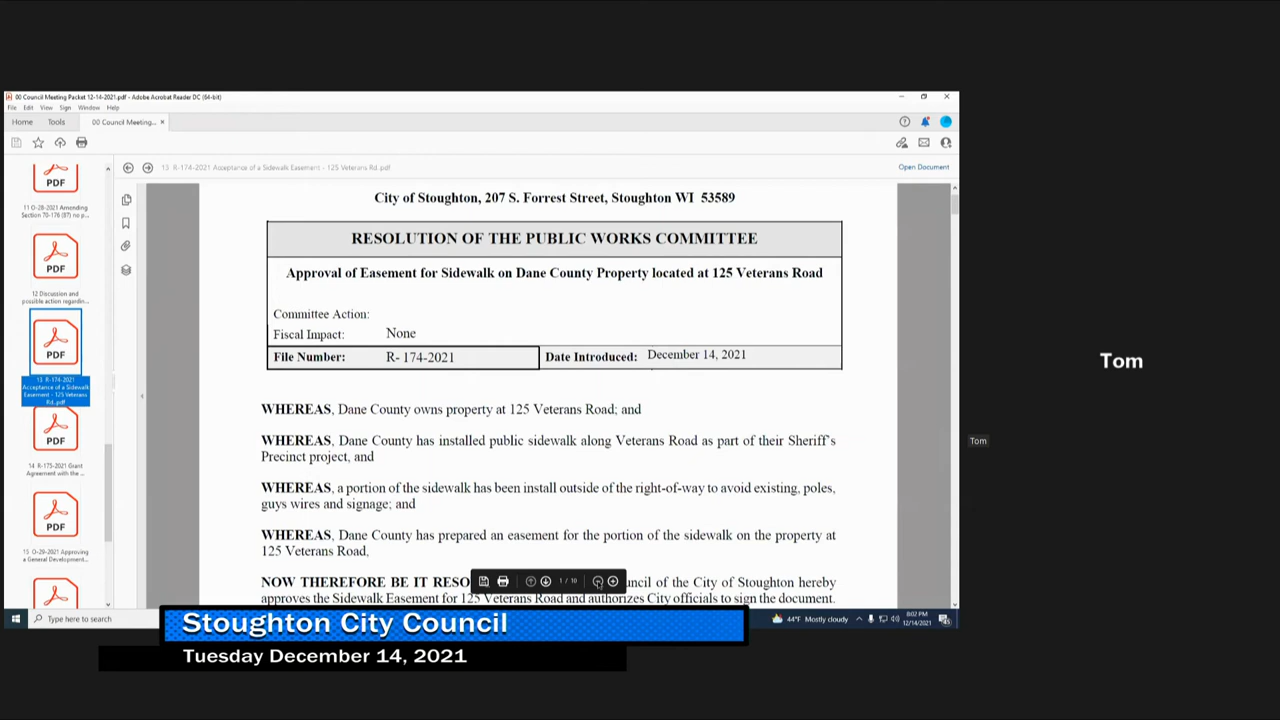 00 Council Meeting Packet 12-14-2021.pdf - Adobe Acrobat Reader DC (64-bit)
File Edit View Sign Window Help
Home Tools 00 Council Meeting... ×
13 R-174-2021 Acceptance of a Sidewalk Easement - 125 Veterans Rd..pdf
Open Document
PDF
11 O-28-2021 Amending
Section 70-176 (87) no p...
PDF
12 Discussion and
possible action regardin...
PDF
13 R-174-2021
Acceptance of a Sidewalk
Easement - 125 Veterans
Rd..pdf
PDF
14 R-175-2021 Grant
Agreement with the ...
PDF
15 O-29-2021 Approving
a General Development...
PDF
City of Stoughton, 207 S. Forrest Street, Stoughton WI 53589
RESOLUTION OF THE PUBLIC WORKS COMMITTEE
Approval of Easement for Sidewalk on Dane County Property located at 125 Veterans Road
Committee Action:
Fiscal Impact: None
File Number: R- 174-2021 Date Introduced: December 14, 2021
WHEREAS, Dane County owns property at 125 Veterans Road; and
WHEREAS, Dane County has installed public sidewalk along Veterans Road as part of their Sheriff's
Precinct project, and
WHEREAS, a portion of the sidewalk has been install outside of the right-of-way to avoid existing, poles,
guys wires and signage; and
WHEREAS, Dane County has prepared an easement for the portion of the sidewalk on the property at
125 Veterans Road,
NOW THEREFORE BE IT RESO uncil of the City of Stoughton hereby
approves the Sidewalk Easement for 125 Veterans Road and authorizes City officials to sign the document.
1 / 10
Type here to search
44°F Mostly cloudy
8:02 PM
12/14/2021
Stoughton City Council
Tuesday December 14, 2021
Tom
Tom